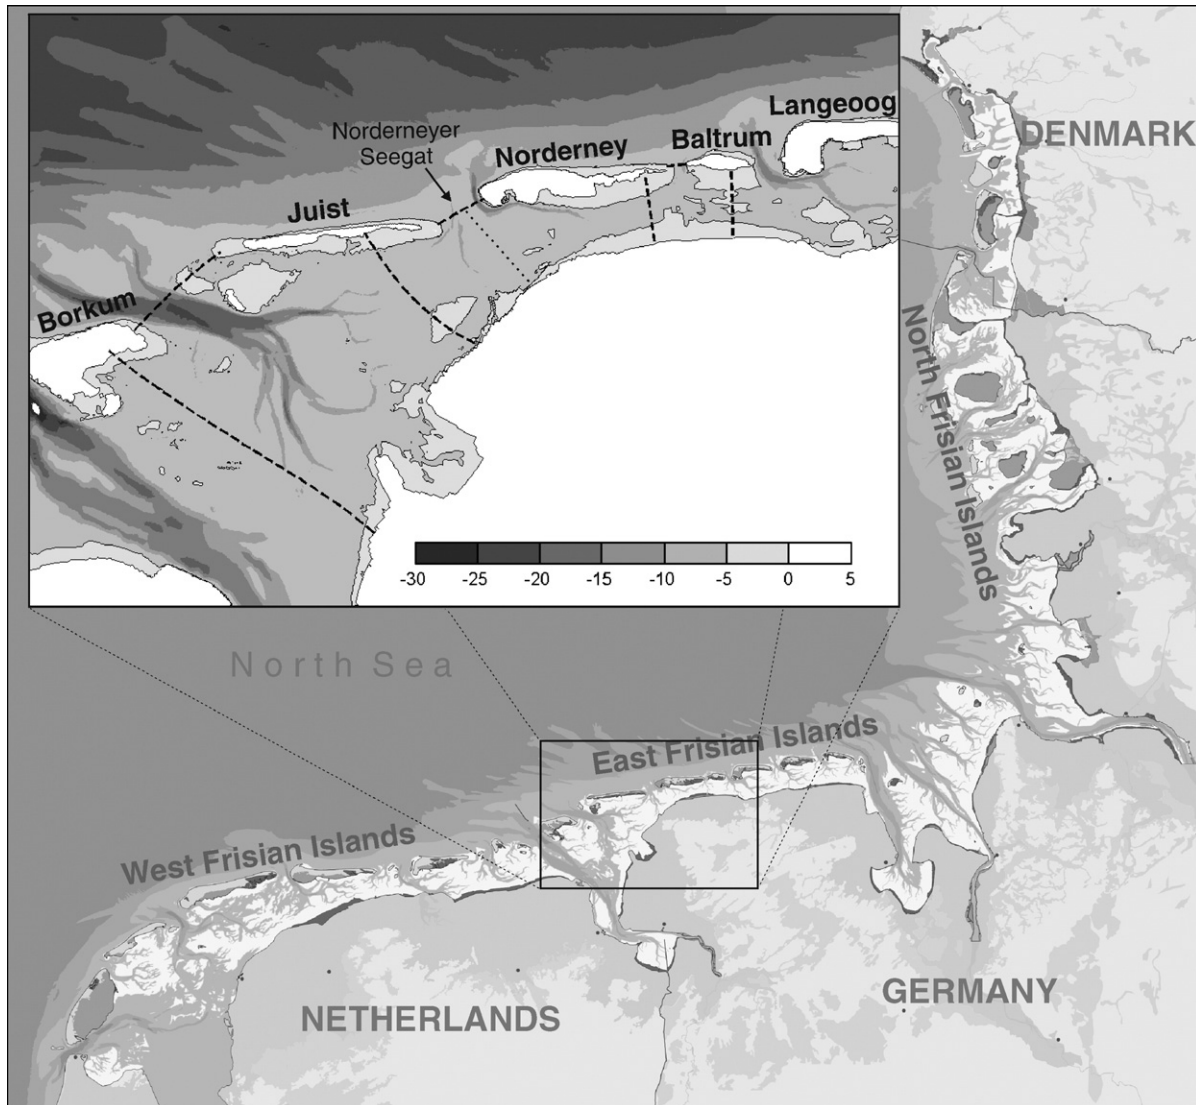 Langeoog
Norderneyer
Seegat
Norderney
Baltrum
Juist
Borkum
-30 -25 -20 -15 -10 -5 0 5
DENMARK
North Frisian Islands
North Sea
East Frisian Islands
West Frisian Islands
GERMANY
NETHERLANDS